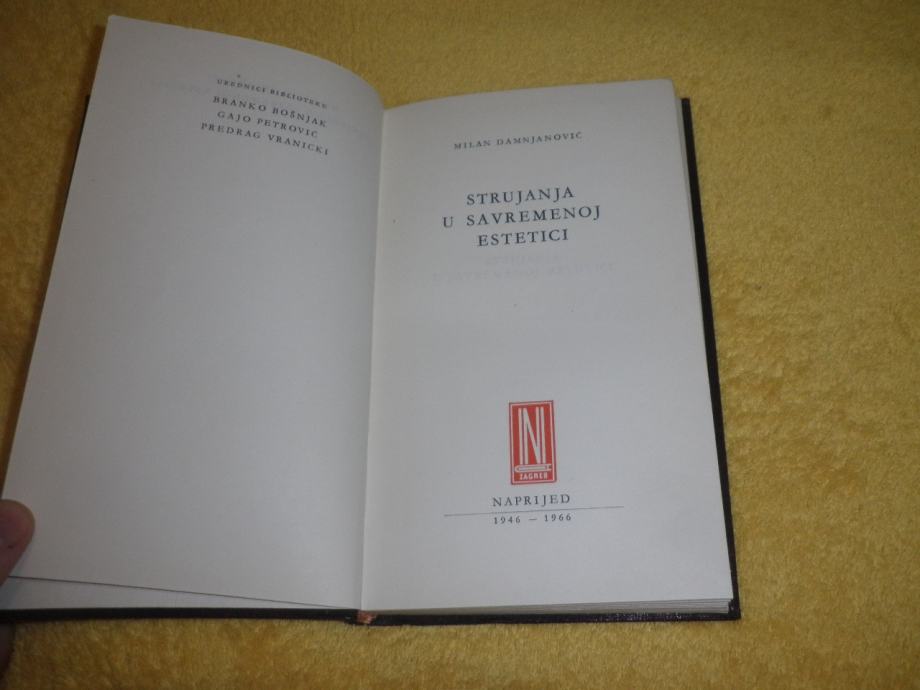 UREDNICI BIBLIOTEKE
BRANKO BOŠNJAK
GAJO PETROVIĆ
PREDRAG VRANICKI
MILAN DAMNJANOVIĆ
STRUJANJA
U SAVREMENOJ
ESTETICI
N
ZAGREB
NAPRIJED
1946 — 1966